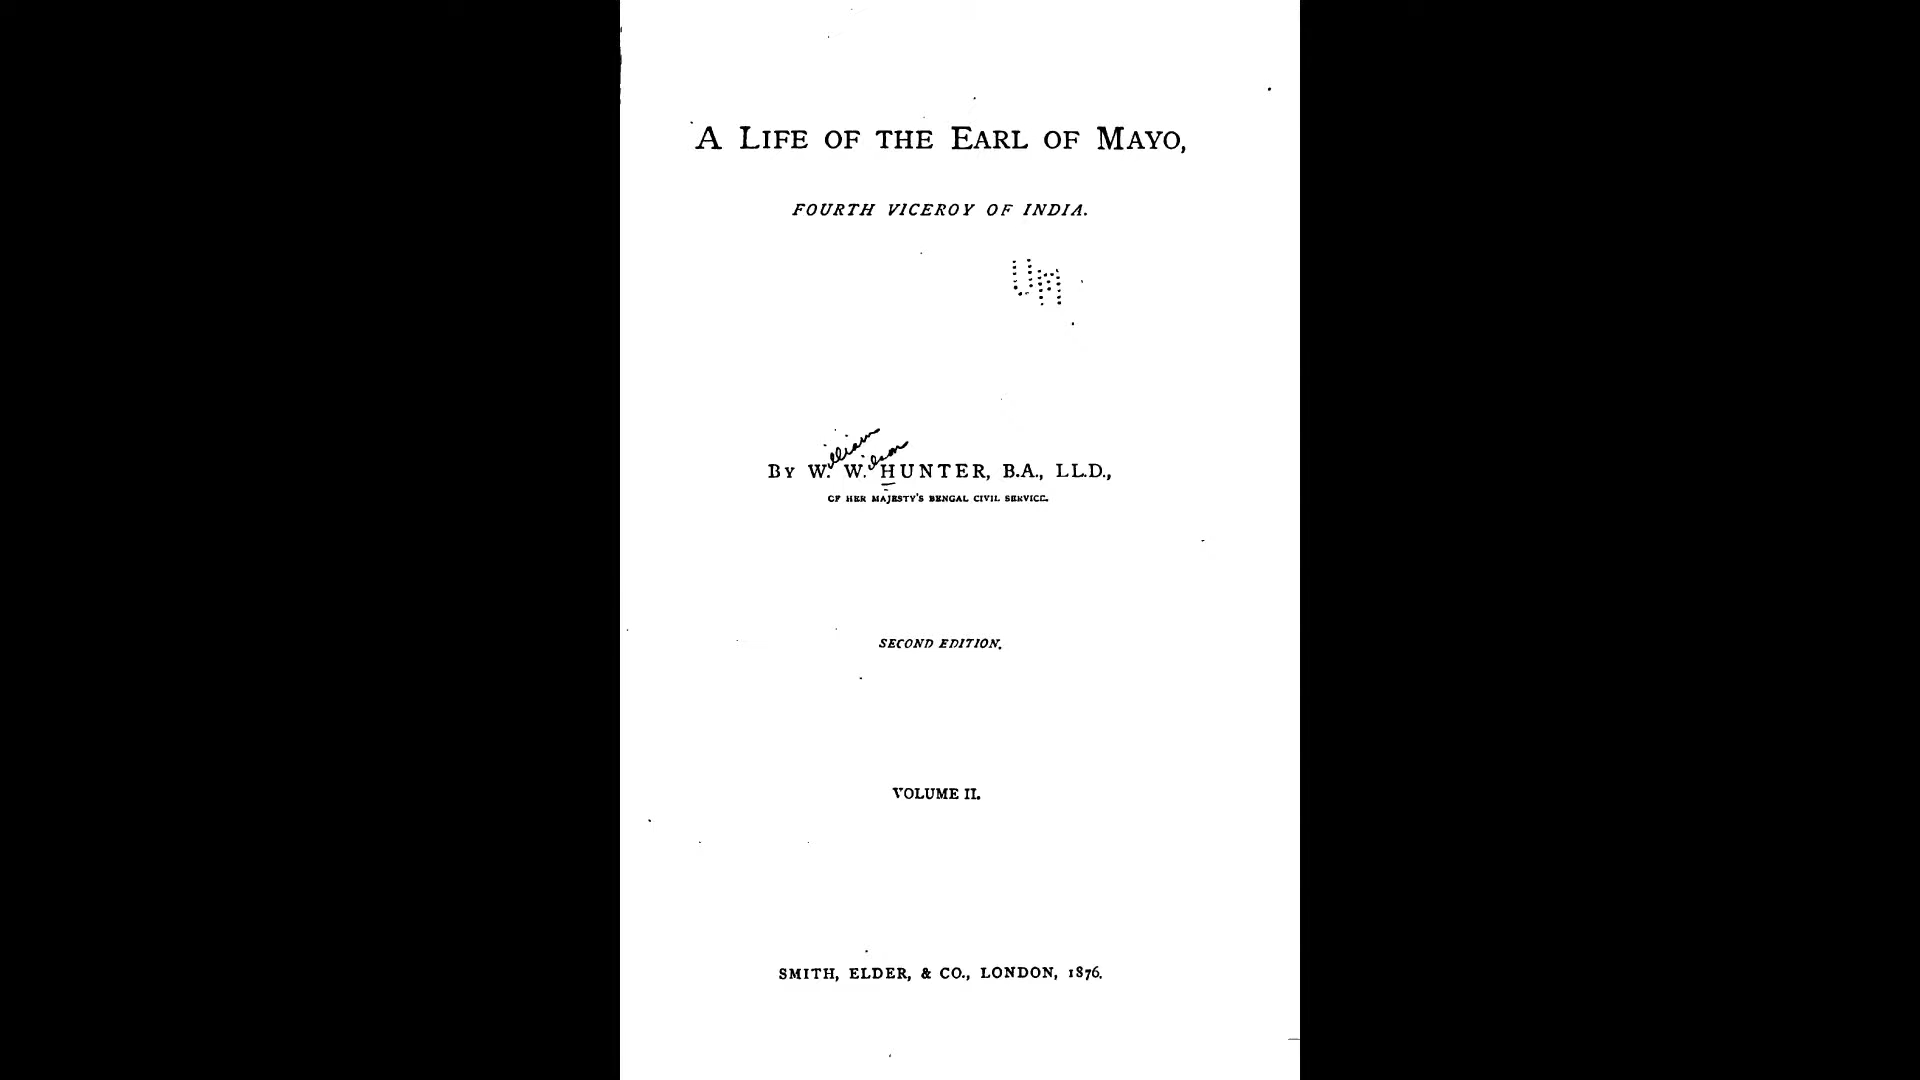 A LIFE OF THE EARL OF MAYO,
FOURTH VICEROY OF INDIA.
UM
William Wilson
BY W. W. HUNTER, B.A., LL.D.,
OF HER MAJESTY'S BENGAL CIVIL SERVICE.
SECOND EDITION.
VOLUME II.
SMITH, ELDER, & CO., LONDON, 1876.